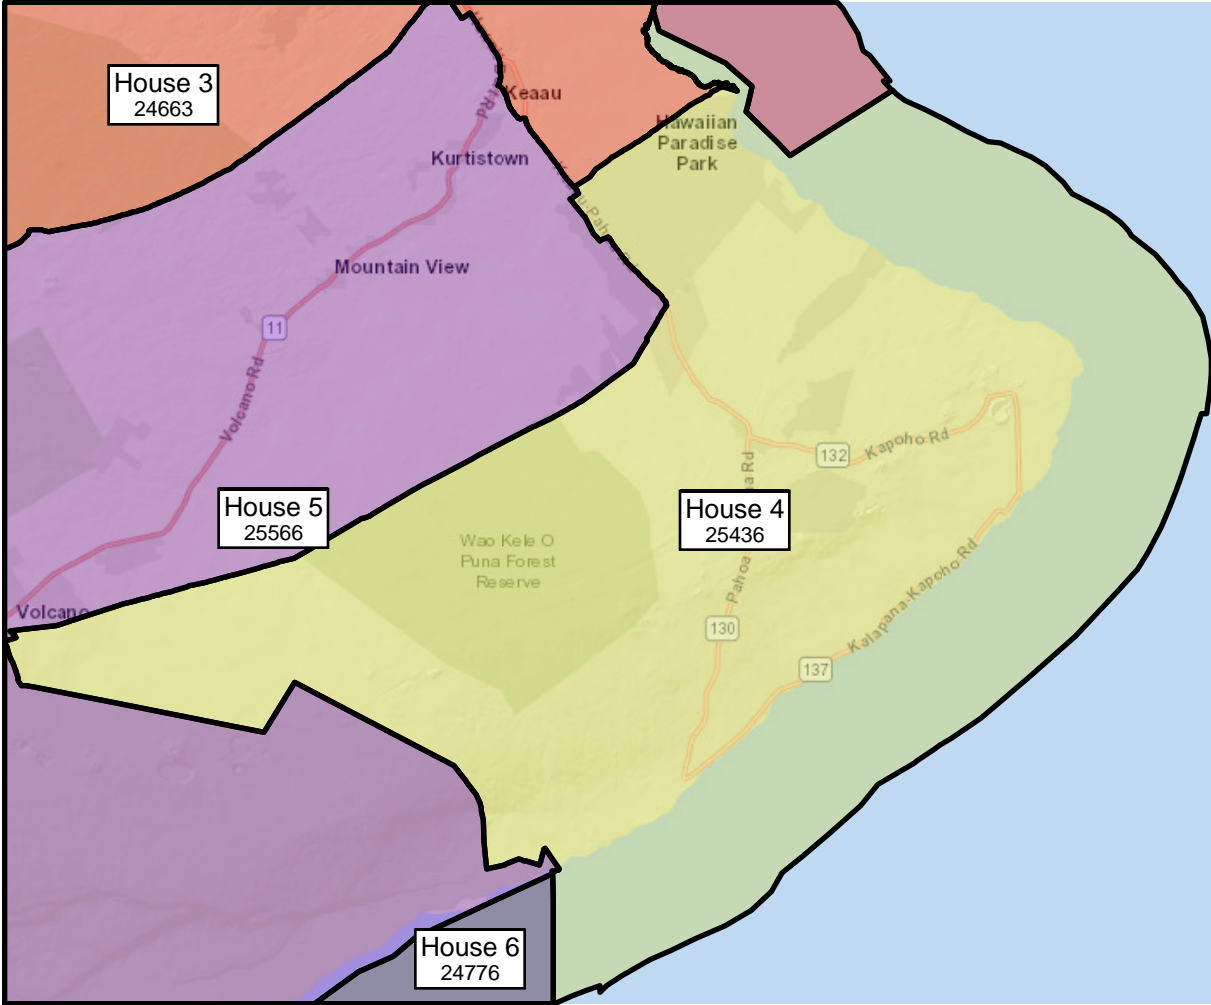 House 3
24663
Keaau
Hawaiian
Paradise
Park
Kurtistown
Mountain View
11
Volcano Rd
132
Kapoho Rd
House 5
25566
House 4
25436
Wao Kele O
Puna Forest
Reserve
Volcano
130
Kalapana-Kapoho Rd
137
House 6
24776